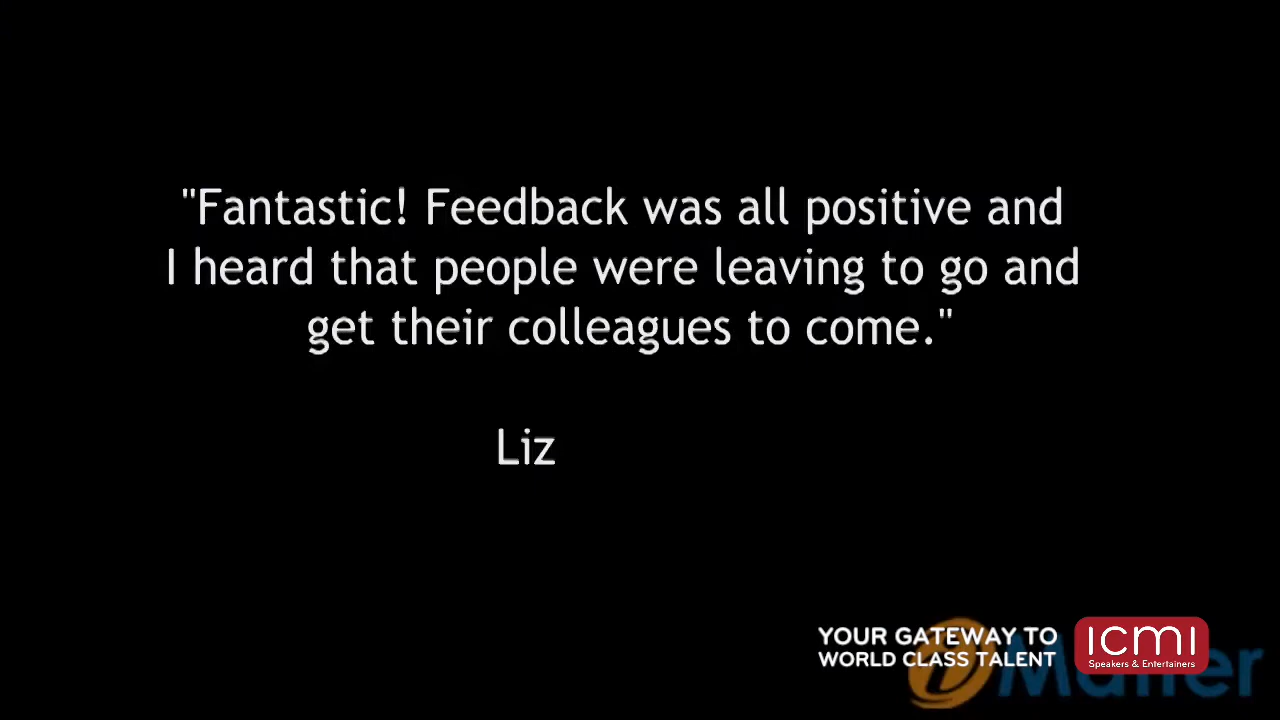 "Fantastic! Feedback was all positive and
I heard that people were leaving to go and
get their colleagues to come."
Liz
YOUR GATEWAY TO
WORLD CLASS TALENT
ICMI
Speakers & Entertainers